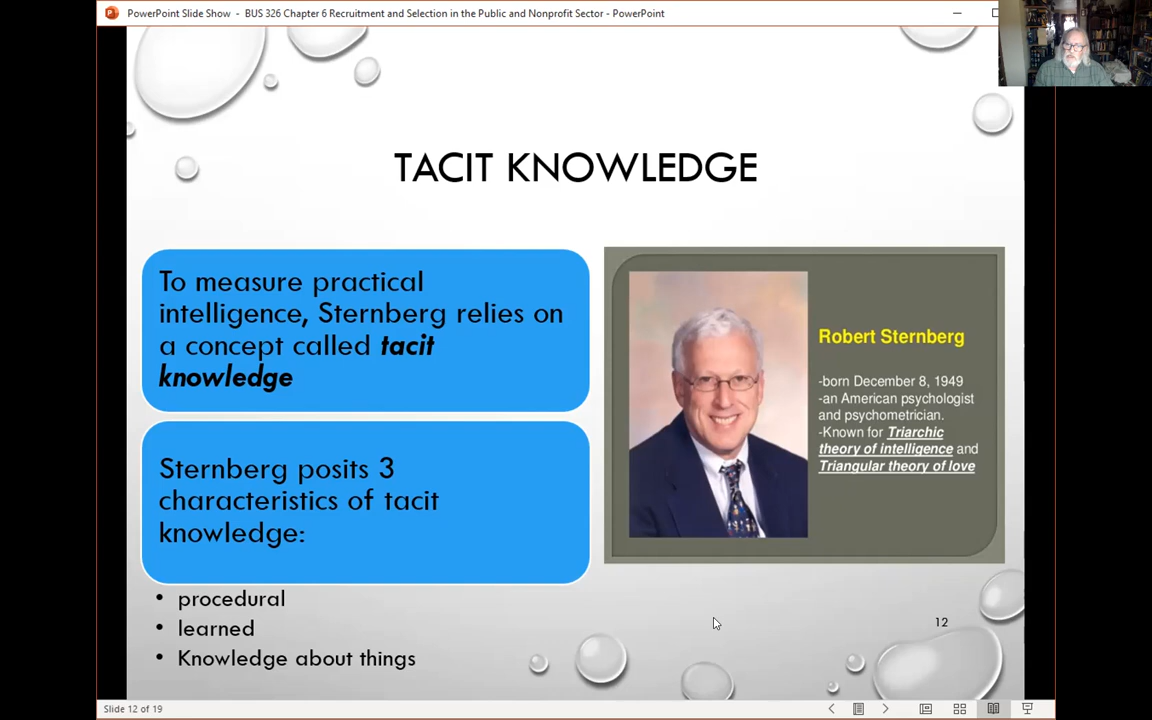 PowerPoint Slide Show - BUS 326 Chapter 6 Recruitment and Selection in the Public and Nonprofit Sector - PowerPoint
TACIT KNOWLEDGE
To measure practical
intelligence, Sternberg relies on
a concept called tacit
knowledge
Sternberg posits 3
characteristics of tacit
knowledge:
• procedural
• learned
• Knowledge about things
Robert Sternberg
-born December 8, 1949
-an American psychologist
and psychometrician.
-Known for Triarchic
theory of intelligence and
Triangular theory of love
12
Slide 12 of 19